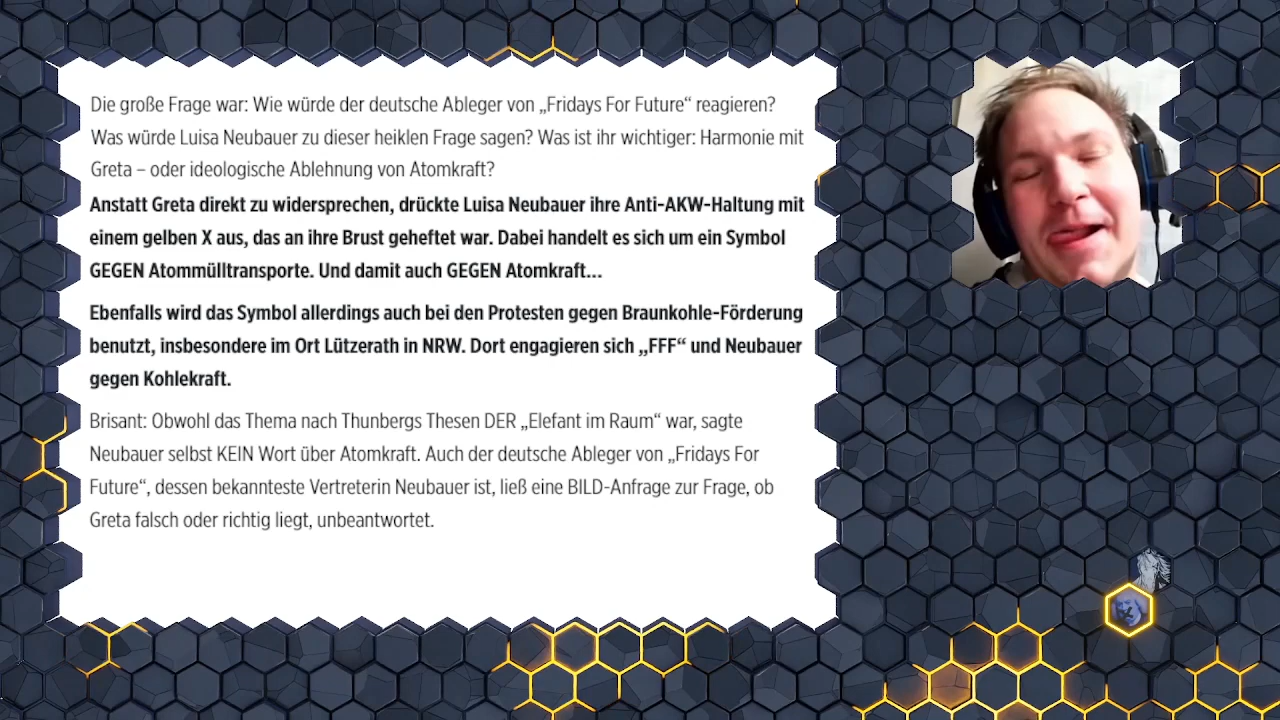 Die große Frage war: Wie würde der deutsche Ableger von „Fridays For Future“ reagieren?
Was würde Luisa Neubauer zu dieser heiklen Frage sagen? Was ist ihr wichtiger: Harmonie mit
Greta – oder ideologische Ablehnung von Atomkraft?
Anstatt Greta direkt zu widersprechen, drückte Luisa Neubauer ihre Anti-AKW-Haltung mit
einem gelben X aus, das an ihre Brust geheftet war. Dabei handelt es sich um ein Symbol
GEGEN Atommülltransporte. Und damit auch GEGEN Atomkraft...
Ebenfalls wird das Symbol allerdings auch bei den Protesten gegen Braunkohle-Förderung
benutzt, insbesondere im Ort Lützerath in NRW. Dort engagieren sich „FFF“ und Neubauer
gegen Kohlekraft.
Brisant: Obwohl das Thema nach Thunbergs Thesen DER „Elefant im Raum“ war, sagte
Neubauer selbst KEIN Wort über Atomkraft. Auch der deutsche Ableger von „Fridays For
Future“, dessen bekannteste Vertreterin Neubauer ist, ließ eine BILD-Anfrage zur Frage, ob
Greta falsch oder richtig liegt, unbeantwortet.